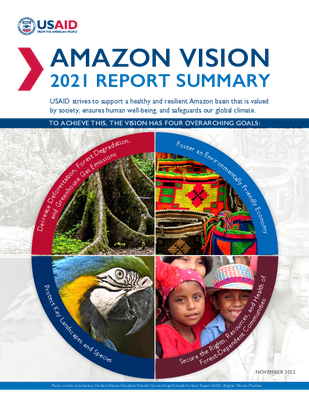 USAID
FROM THE AMERICAN PEOPLE
AMAZON VISION
2021 REPORT SUMMARY
USAID strives to support a healthy and resilient Amazon basin that is valued
by society, ensures human well-being, and safeguards our global climate.
TO ACHIEVE THIS, THE VISION HAS FOUR OVERARCHING GOALS:
Decrease Deforestation, Forest Degradation,
and Greenhouse Gas Emissions
Foster an Environmentally Friendly Economy
Protect Key Landscapes and Species
Secure the Rights, Resources, and Health of
Forest-Dependent Communities
NOVEMBER 2022